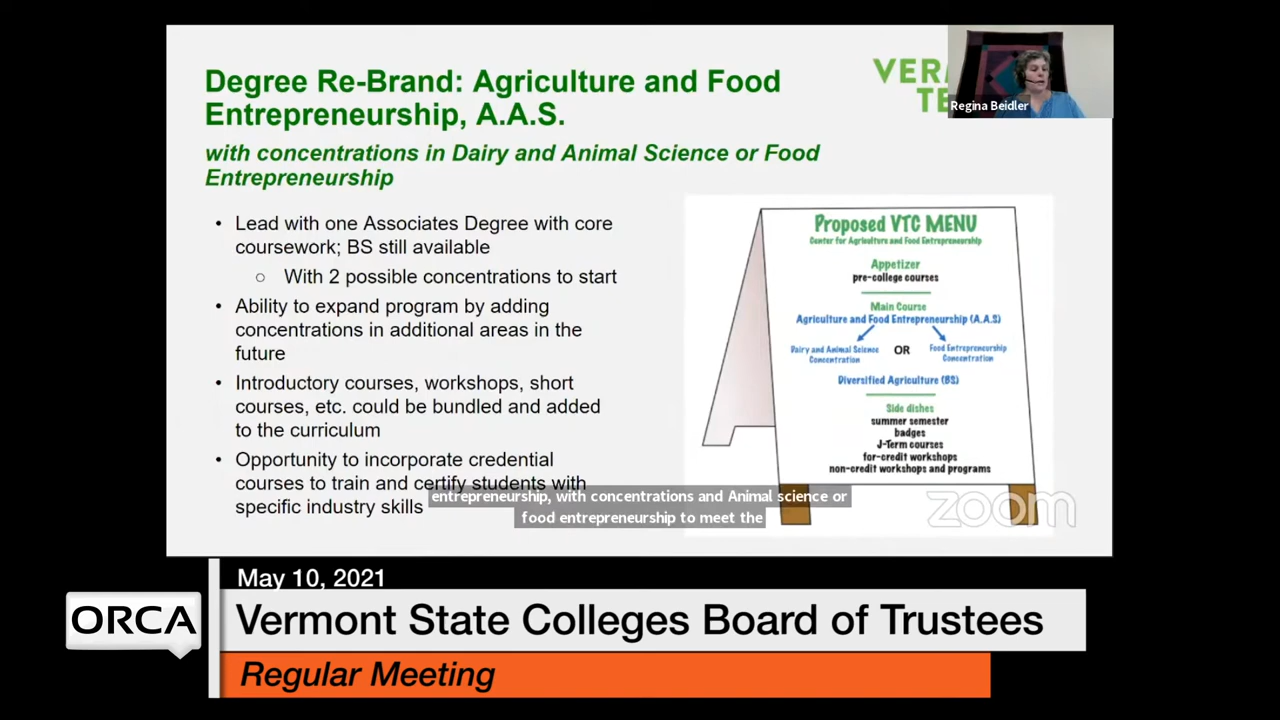 Degree Re-Brand: Agriculture and Food
Entrepreneurship, A.A.S.
with concentrations in Dairy and Animal Science or Food
Entrepreneurship
• Lead with one Associates Degree with core
coursework; BS still available
○ With 2 possible concentrations to start
• Ability to expand program by adding
concentrations in additional areas in the
future
• Introductory courses, workshops, short
courses, etc. could be bundled and added
to the curriculum
• Opportunity to incorporate credential
courses to train and certify students with
specific industry skills
Regina Beidler
Proposed VTC MENU
Center for Agriculture and Food Entrepreneurship
Appetizer
pre-college courses
Main Course
Agriculture and Food Entrepreneurship (A.A.S)
Dairy and Animal Science
Concentration
OR
Food Entrepreneurship
Concentration
Diversified Agriculture (BS)
Side dishes
summer semester
badges
J-Term courses
for-credit workshops
non-credit workshops and programs
entrepreneurship, with concentrations and Animal science or
food entrepreneurship to meet the
zoom
May 10, 2021
ORCA
Vermont State Colleges Board of Trustees
Regular Meeting